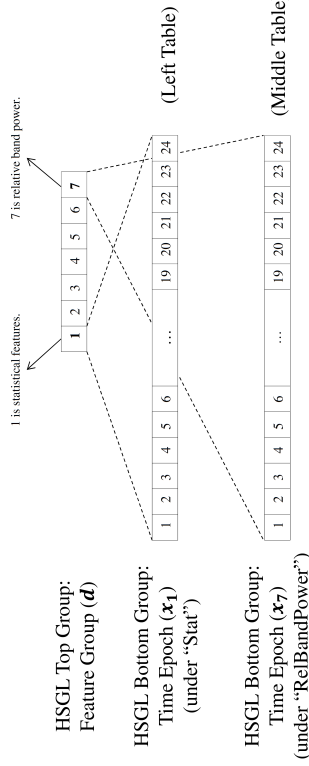 1 is statistical features.
7 is relative band power.
HSGL Top Group:
Feature Group (d)
1 2 3 4 5 6 7
HSGL Bottom Group:
Time Epoch (x1)
(under “Stat”)
1 2 3 4 5 6 ... 19 20 21 22 23 24
(Left Table)
HSGL Bottom Group:
Time Epoch (x7)
(under “RelBandPower”)
1 2 3 4 5 6 ... 19 20 21 22 23 24
(Middle Table